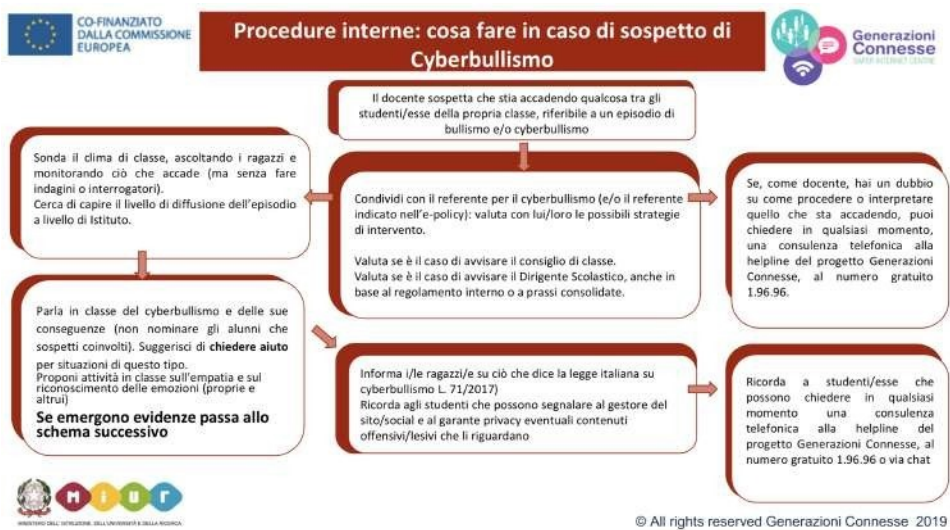 CO-FINANZIATO
DALLA COMMISSIONE
EUROPEA
Procedure interne: cosa fare in caso di sospetto di
Cyberbullismo
Generazioni
Connesse
SAFER INTERNET CENTRE
Il docente sospetta che stia accadendo qualcosa tra gli
studenti/esse della propria classe, riferibile a un episodio di
bullismo e/o cyberbullismo
Sonda il clima di classe, ascoltando i ragazzi e
monitorando ciò che accade (ma senza fare
indagini o interrogatori).
Cerca di capire il livello di diffusione dell'episodio
a livello di Istituto.
Condividi con il referente per il cyberbullismo (e/o il referente
indicato nell'e-policy): valuta con lui/loro le possibili strategie
di intervento.
Valuta se è il caso di avvisare il consiglio di classe.
Valuta se è il caso di avvisare il Dirigente Scolastico, anche in
base al regolamento interno o a prassi consolidate.
Se, come docente, hai un dubbio
su come procedere o interpretare
quello che sta accadendo, puoi
chiedere in qualsiasi momento,
una consulenza telefonica alla
helpline del progetto Generazioni
Connesse, al numero gratuito
1.96.96.
Parla in classe del cyberbullismo e delle sue
conseguenze (non nominare gli alunni che
sospetti coinvolti). Suggerisci di chiedere aiuto
per situazioni di questo tipo.
Proponi attività in classe sull'empatia e sul
riconoscimento delle emozioni (proprie e
altrui)
Se emergono evidenze passa allo
schema successivo
Informa i/le ragazzi/e su ciò che dice la legge italiana su
cyberbullismo L. 71/2017)
Ricorda agli studenti che possono segnalare al gestore del
sito/social e al garante privacy eventuali contenuti
offensivi/lesivi che li riguardano
Ricorda a studenti/esse che
possono chiedere in qualsiasi
momento una consulenza
telefonica alla helpline del
progetto Generazioni Connesse, al
numero gratuito 1.96.96 o via chat
miur
MINISTERO DELL'ISTRUZIONE, DELL'UNIVERSITÀ E DELLA RICERCA
© All rights reserved Generazioni Connesse 2019